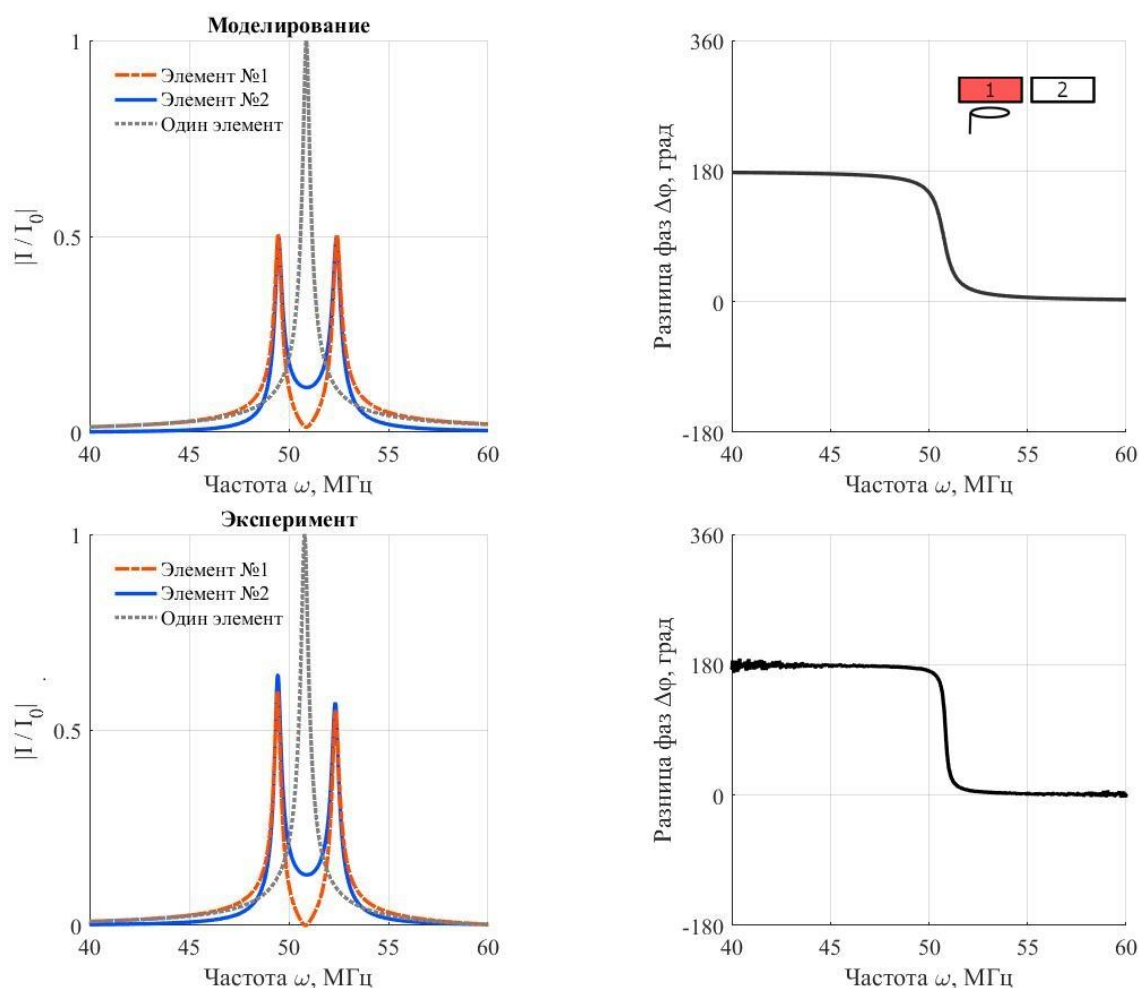 Моделирование
1
0.5
0
|I / I0|
Элемент №1
Элемент №2
Один элемент
40
45
50
55
60
Частота ω, МГц
360
180
0
-180
Разница фаз Δφ, град
1
2
40
45
50
55
60
Частота ω, МГц
Эксперимент
1
0.5
0
|I / I0|
Элемент №1
Элемент №2
Один элемент
40
45
50
55
60
Частота ω, МГц
360
180
0
-180
Разница фаз Δφ, град
40
45
50
55
60
Частота ω, МГц